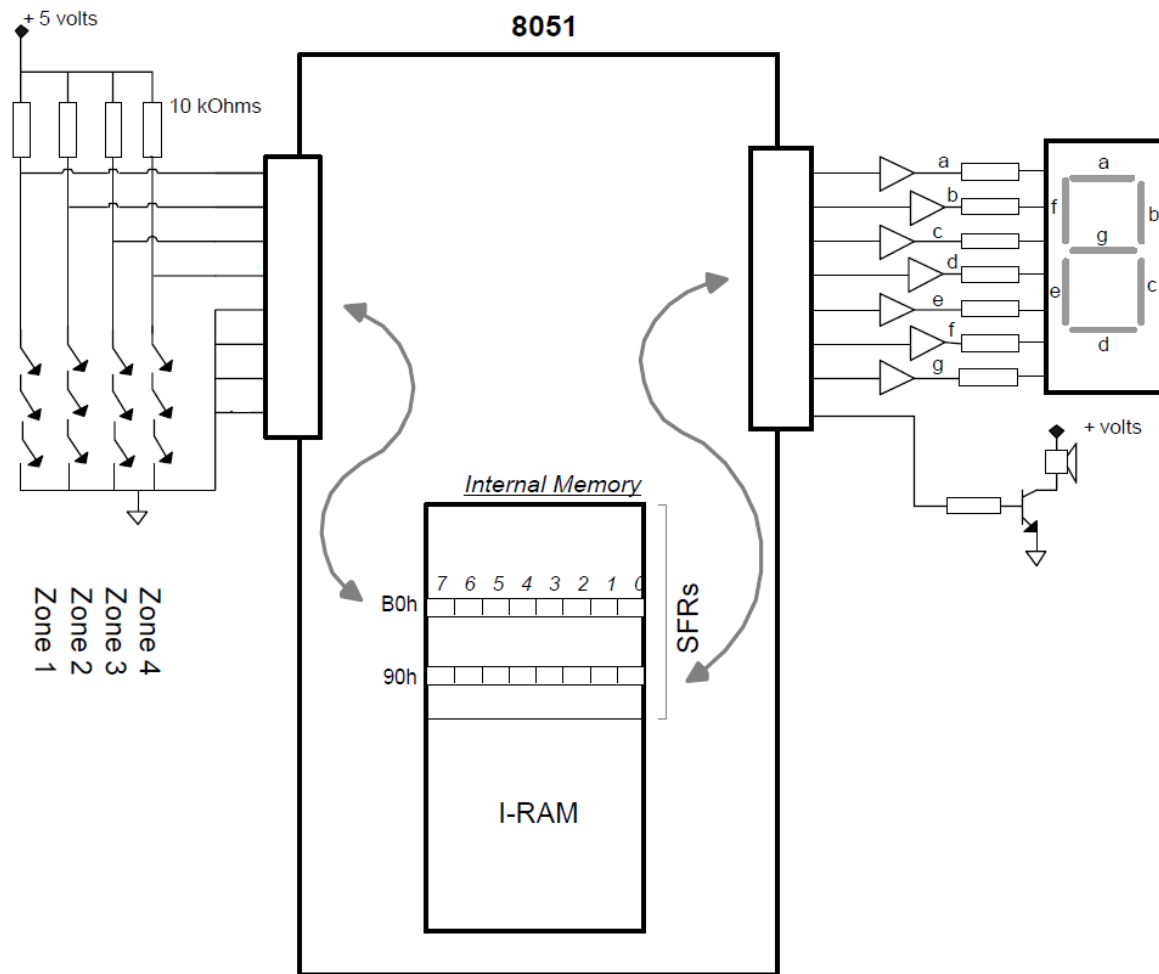 8051
+ 5 volts
10 kOhms
a
b
c
d
e
f
g
a
f
b
g
e
c
d
+ volts
Internal Memory
7 6 5 4 3 2 1 0
B0h
90h
SFRs
I-RAM
Zone 1
Zone 2
Zone 3
Zone 4